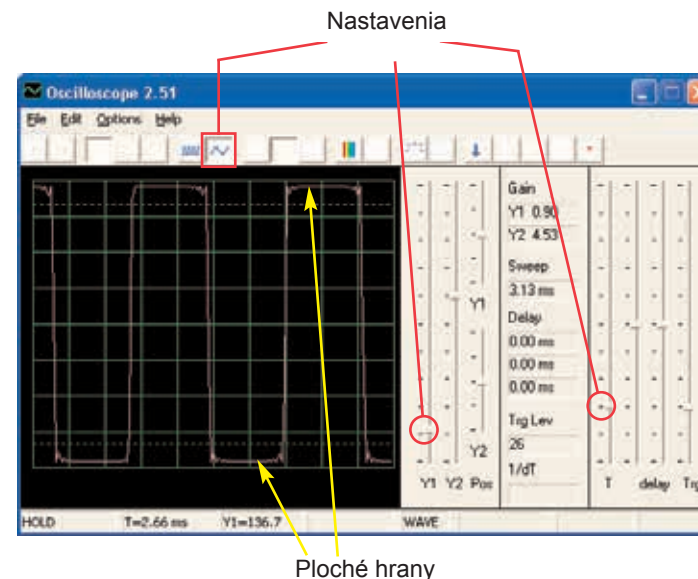 Nastavenia
Oscilloscope 2.51
File Edit Options Help
Gain
Y1 0.90
Y2 4.53
Sweep
3.13 ms
Delay
0.00 ms
0.00 ms
0.00 ms
Trg Lev
26
1/dT
Y1
Y2
Y1 Y2 Pos
T delay Trg
HOLD T=2.66 ms Y1=136.7 WAVE
Ploché hrany